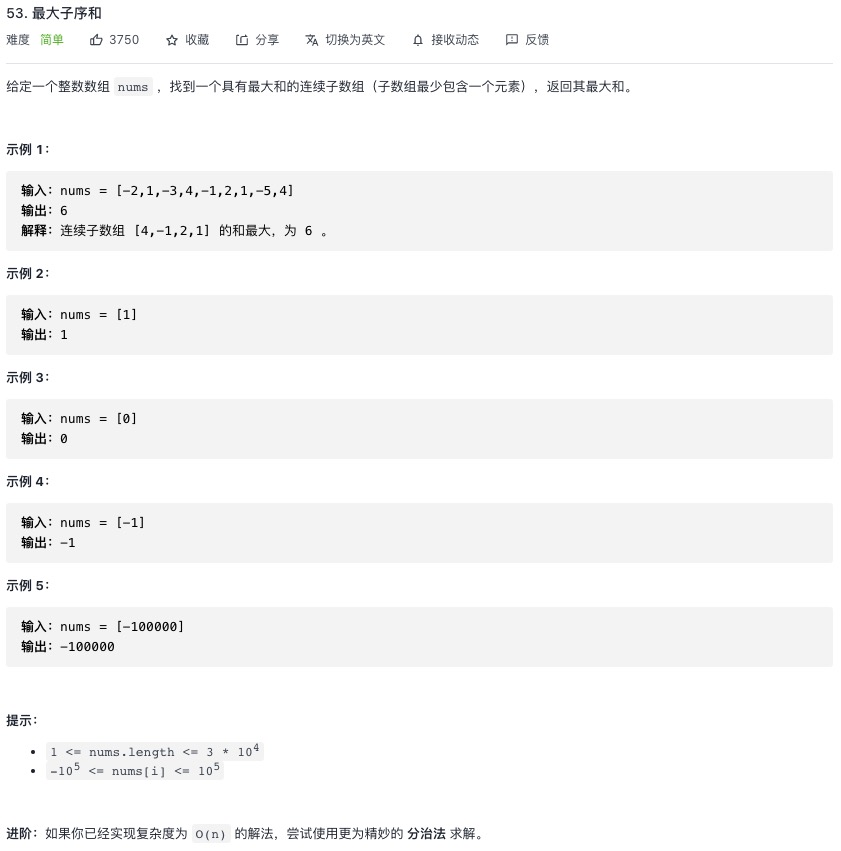 53. 最大子序和
难度 简单 3750 收藏 分享 切换为英文 接收动态 反馈
给定一个整数数组 nums ，找到一个具有最大和的连续子数组（子数组最少包含一个元素），返回其最大和。
示例 1：
输入：nums = [-2,1,-3,4,-1,2,1,-5,4]
输出：6
解释：连续子数组 [4,-1,2,1] 的和最大，为 6 。
示例 2：
输入：nums = [1]
输出：1
示例 3：
输入：nums = [0]
输出：0
示例 4：
输入：nums = [-1]
输出：-1
示例 5：
输入：nums = [-100000]
输出：-100000
提示：
• 1 <= nums.length <= 3 * 10⁴
• -10⁵ <= nums[i] <= 10⁵
进阶：如果你已经实现复杂度为 O(n) 的解法，尝试使用更为精妙的 分治法 求解。